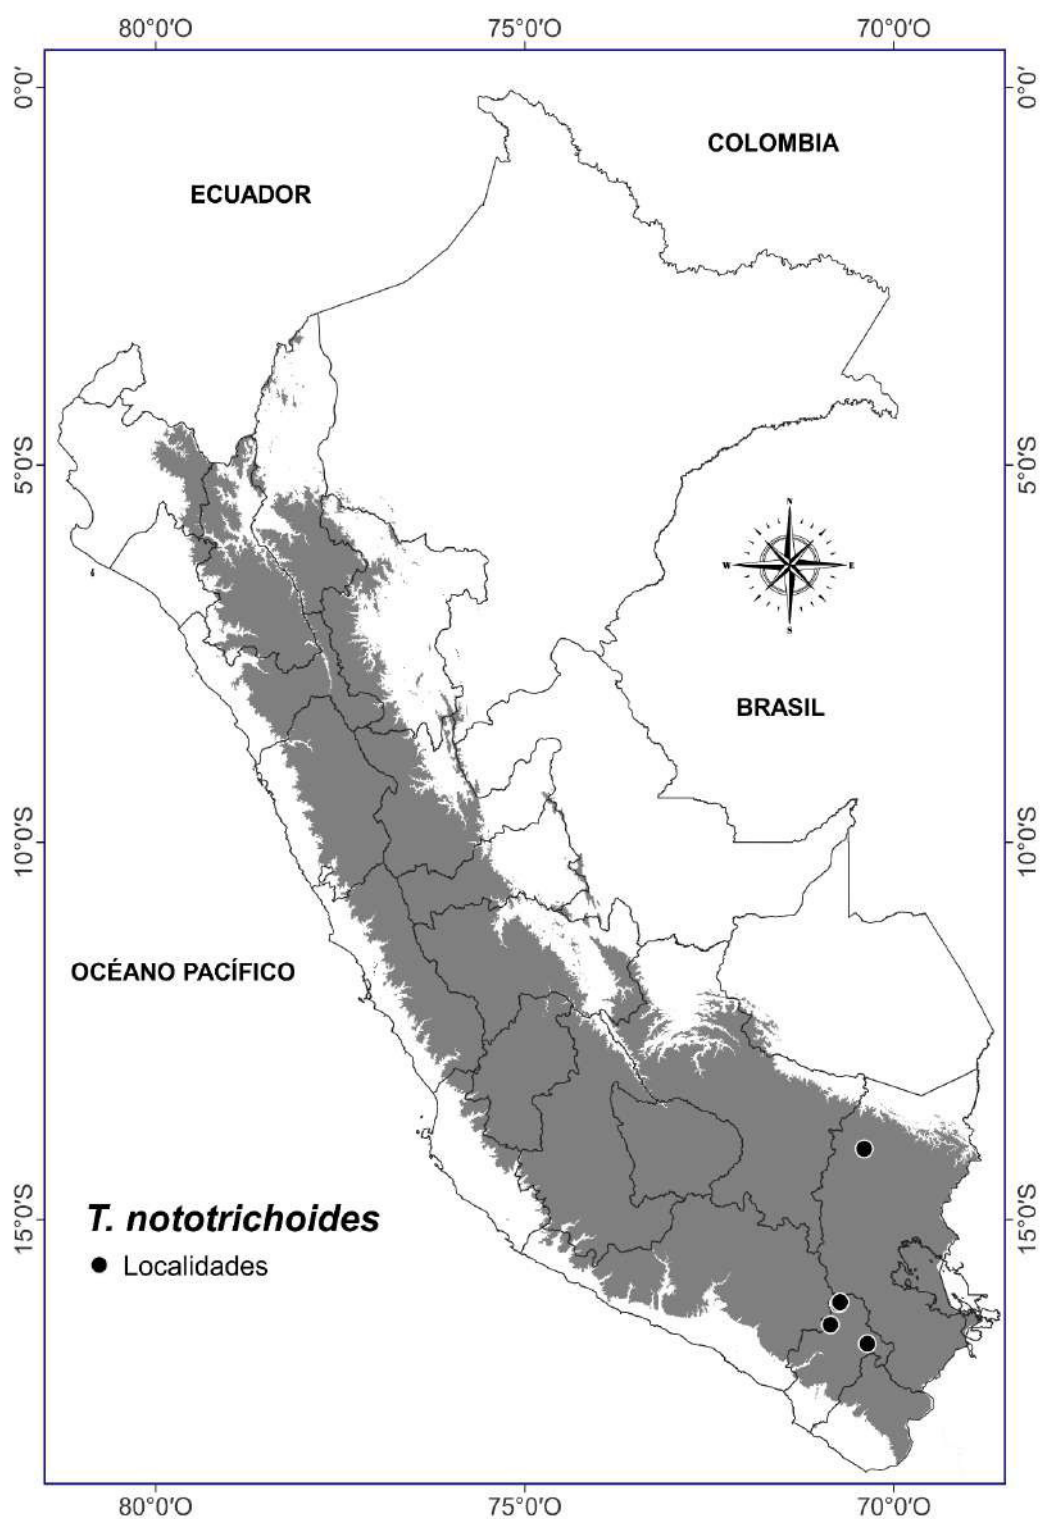 80°0′O 75°0′O 70°0′O
0°0′ 0°0′
COLOMBIA
ECUADOR
5°0′S 5°0′S
N
W E
S
4
BRASIL
10°0′S 10°0′S
OCÉANO PACÍFICO
15°0′S 15°0′S
T. nototrichoides
Localidades
80°0′O 75°0′O 70°0′O